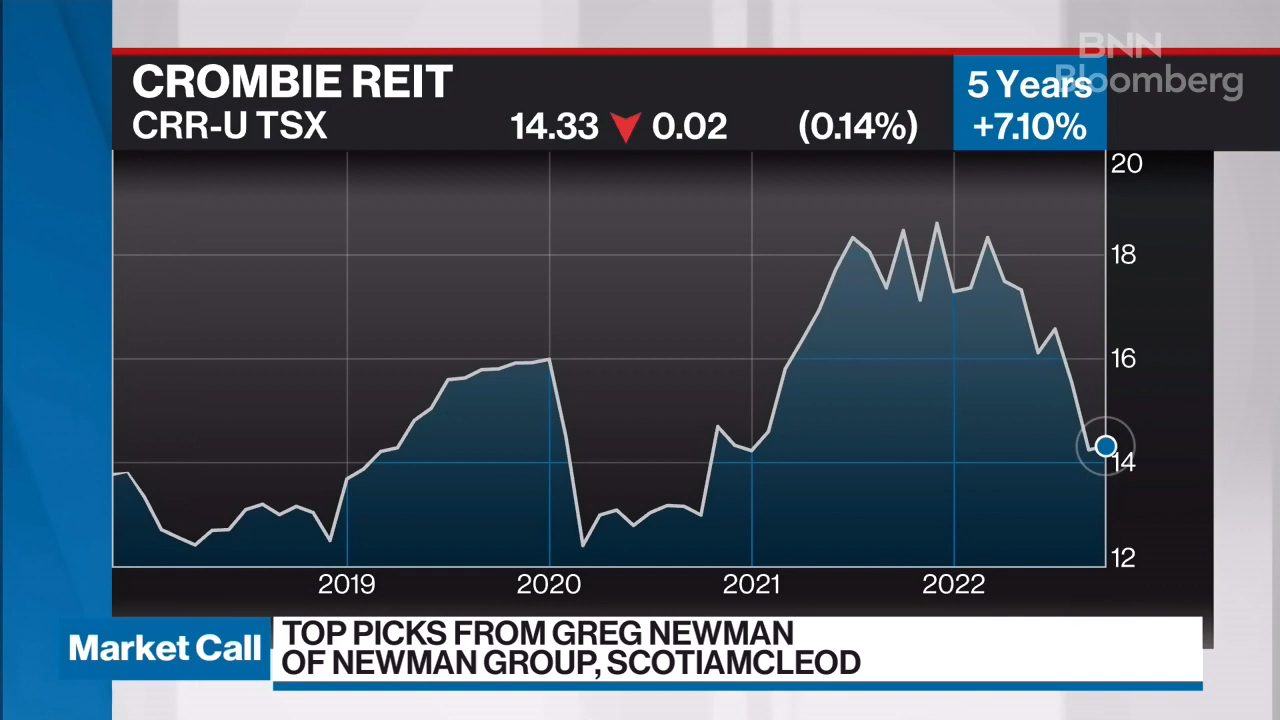 BNN
Bloomberg
CROMBIE REIT
5 Years
CRR-U TSX
14.33 0.02 (0.14%)
+7.10%
20
18
16
14
12
2019 2020 2021 2022
Market Call
TOP PICKS FROM GREG NEWMAN
OF NEWMAN GROUP, SCOTIAMCLEOD